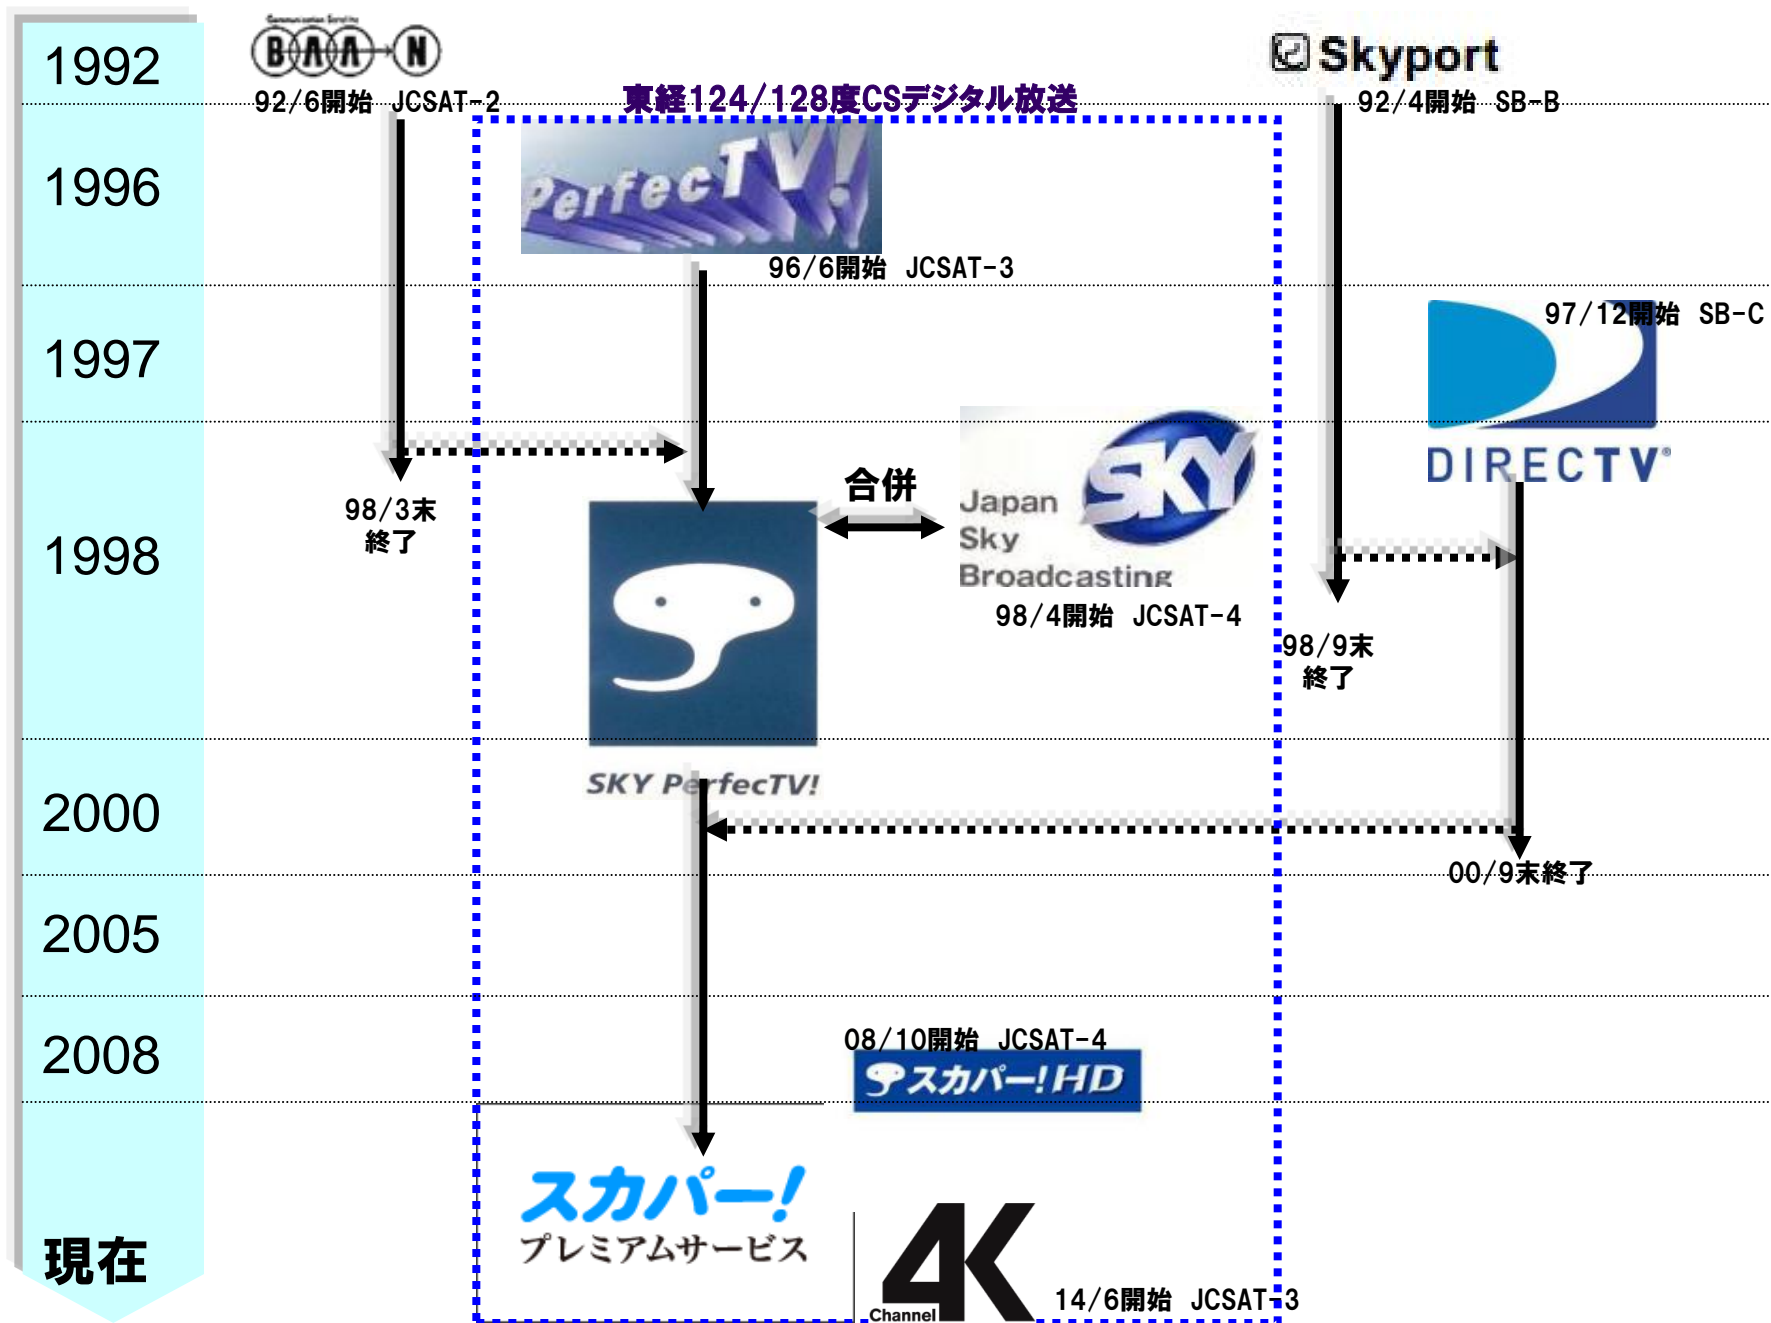 1992
BAA→N
92/6開始 JCSAT-2
Skyport
92/4開始 SB-B
東経124/128度CSデジタル放送
1996
PerfecTV!
96/6開始 JCSAT-3
1997
97/12開始 SB-C
DIRECTV®
1998
98/3末
終了
合併
SKY
Japan
Sky
Broadcasting
98/4開始 JCSAT-4
98/9末
終了
SKY PerfecTV!
2000
00/9末終了
2005
2008
08/10開始 JCSAT-4
スカパー!HD
現在
スカパー!
プレミアムサービス
Channel 4K
14/6開始 JCSAT-3